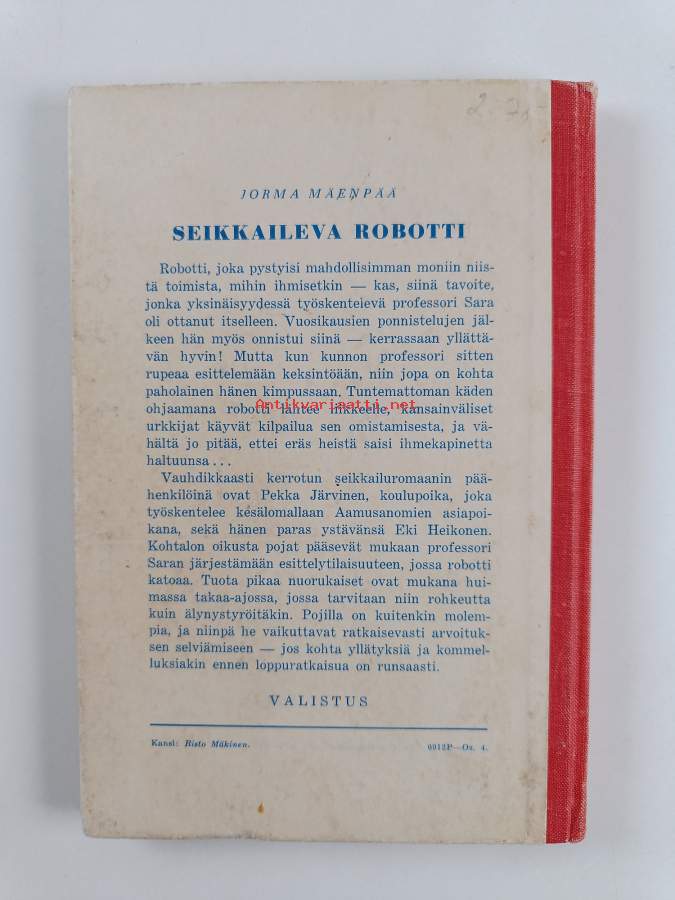 2:70
JORMA MÄENPÄÄ
SEIKKAILEVA ROBOTTI
Robotti, joka pystyisi mahdollisimman moniin niis-
tä toimista, mihin ihmisetkin — kas, siinä tavoite,
jonka yksinäisyydessä työskentelevä professori Sara
oli ottanut itselleen. Vuosikausien ponnistelujen jäl-
keen hän myös onnistui siinä — kerrassaan yllättä-
vän hyvin! Mutta kun kunnon professori sitten
rupeaa esittelemään keksintöään, niin jopa on kohta
paholainen hänen kimpussaan. Tuntemattoman käden
Antikvariaatti.net
ohjaamana robotti lähtee liikkeelle, kansainväliset
urkkijat käyvät kilpailua sen omistamisesta, ja vä-
hältä jo pitää, ettei eräs heistä saisi ihmekapinetta
haltuunsa...
Vauhdikkaasti kerrotun seikkailuromaanin pää-
henkilöinä ovat Pekka Järvinen, koulupoika, joka
työskentelee kesälomallaan Aamusanomien asiapoi-
kana, sekä hänen paras ystävänsä Eki Heikonen.
Kohtalon oikusta pojat pääsevät mukaan professori
Saran järjestämään esittelytilaisuuteen, jossa robotti
katoaa. Tuota pikaa nuorukaiset ovat mukana hui-
massa takaa-ajossa, jossa tarvitaan niin rohkeutta
kuin älynystyröitäkin. Pojilla on kuitenkin molem-
pia, ja niinpä he vaikuttavat ratkaisevasti arvoituk-
sen selviämiseen — jos kohta yllätyksiä ja kommel-
luksiakin ennen loppuratkaisua on runsaasti.
VALISTUS
Kansi: Risto Mäkinen. 6912P—Os. 4.